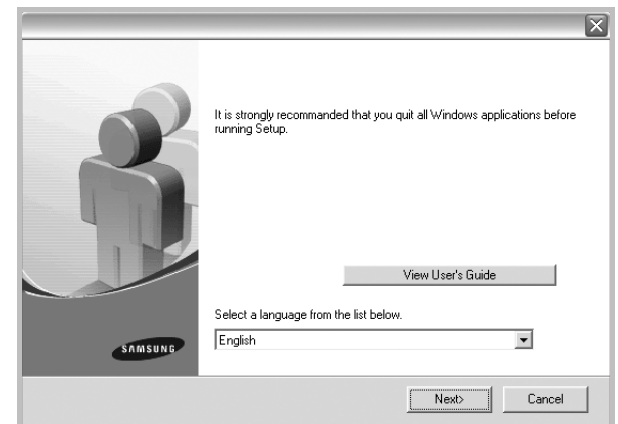 It is strongly recommanded that you quit all Windows applications before
running Setup.
View User's Guide
Select a language from the list below.
English
SAMSUNG
Next>
Cancel